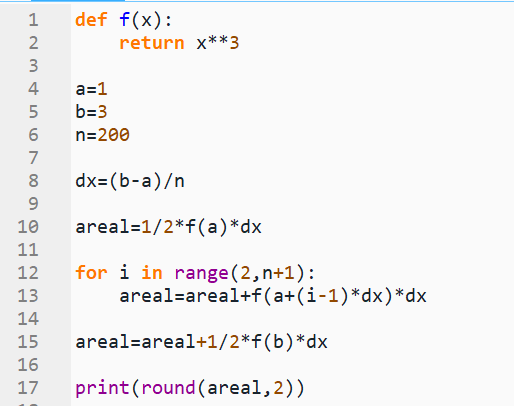 1 def f(x):
2     return x**3
3
4 a=1
5 b=3
6 n=200
7
8 dx=(b-a)/n
9
10 areal=1/2*f(a)*dx
11
12 for i in range(2,n+1):
13     areal=areal+f(a+(i-1)*dx)*dx
14
15 areal=areal+1/2*f(b)*dx
16
17 print(round(areal,2))